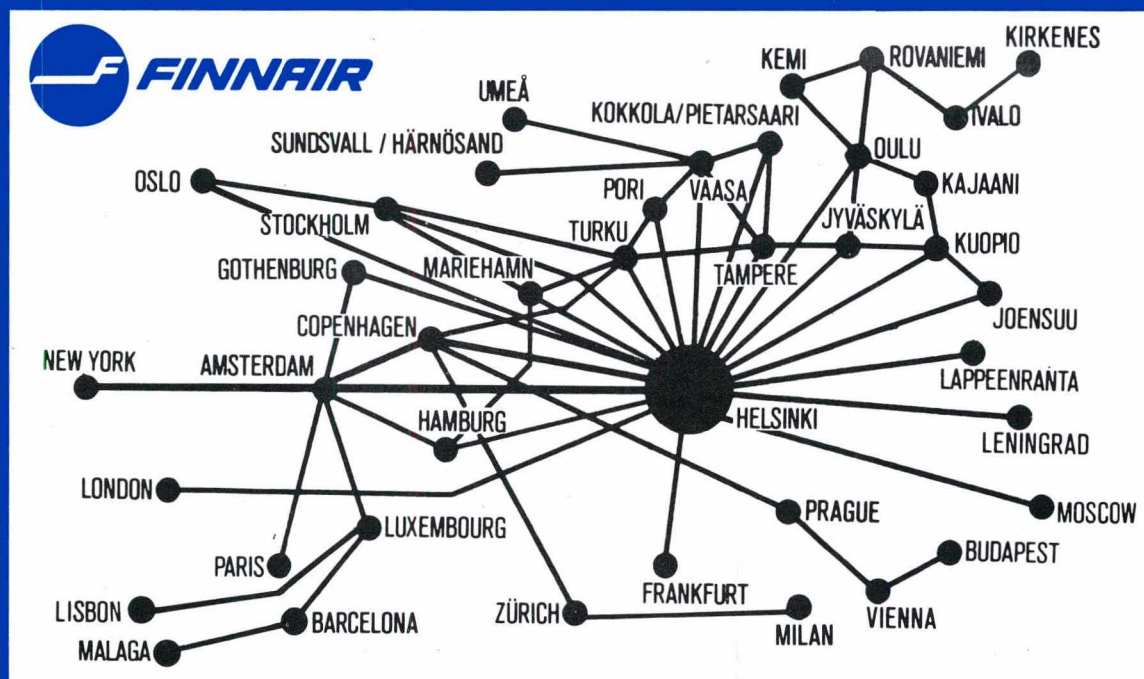 FINNAIR
KIRKENES
KEMI
ROVANIEMI
UMEÅ
KOKKOLA/PIETARSAARI
IVALO
SUNDSVALL / HÄRNÖSAND
OULU
OSLO
PORI
VAASA
KAJAANI
STOCKHOLM
TURKU
JYVÄSKYLÄ
KUOPIO
GOTHENBURG
MARIEHAMN
TAMPERE
JOENSUU
COPENHAGEN
NEW YORK
AMSTERDAM
LAPPEENRANTA
HAMBURG
HELSINKI
LENINGRAD
LONDON
PRAGUE
MOSCOW
LUXEMBOURG
BUDAPEST
PARIS
FRANKFURT
LISBON
BARCELONA
ZÜRICH
MILAN
VIENNA
MALAGA